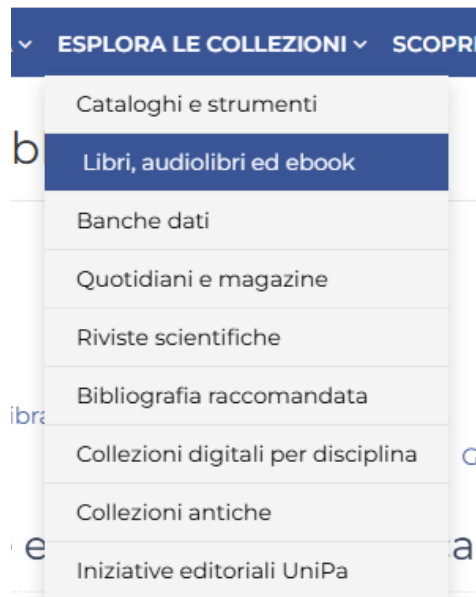 ESPLORA LE COLLEZIONI SCOPRI
Cataloghi e strumenti
Libri, audiolibri ed ebook
Banche dati
Quotidiani e magazine
Riviste scientifiche
Bibliografia raccomandata
Collezioni digitali per disciplina
Collezioni antiche
Iniziative editoriali UniPa